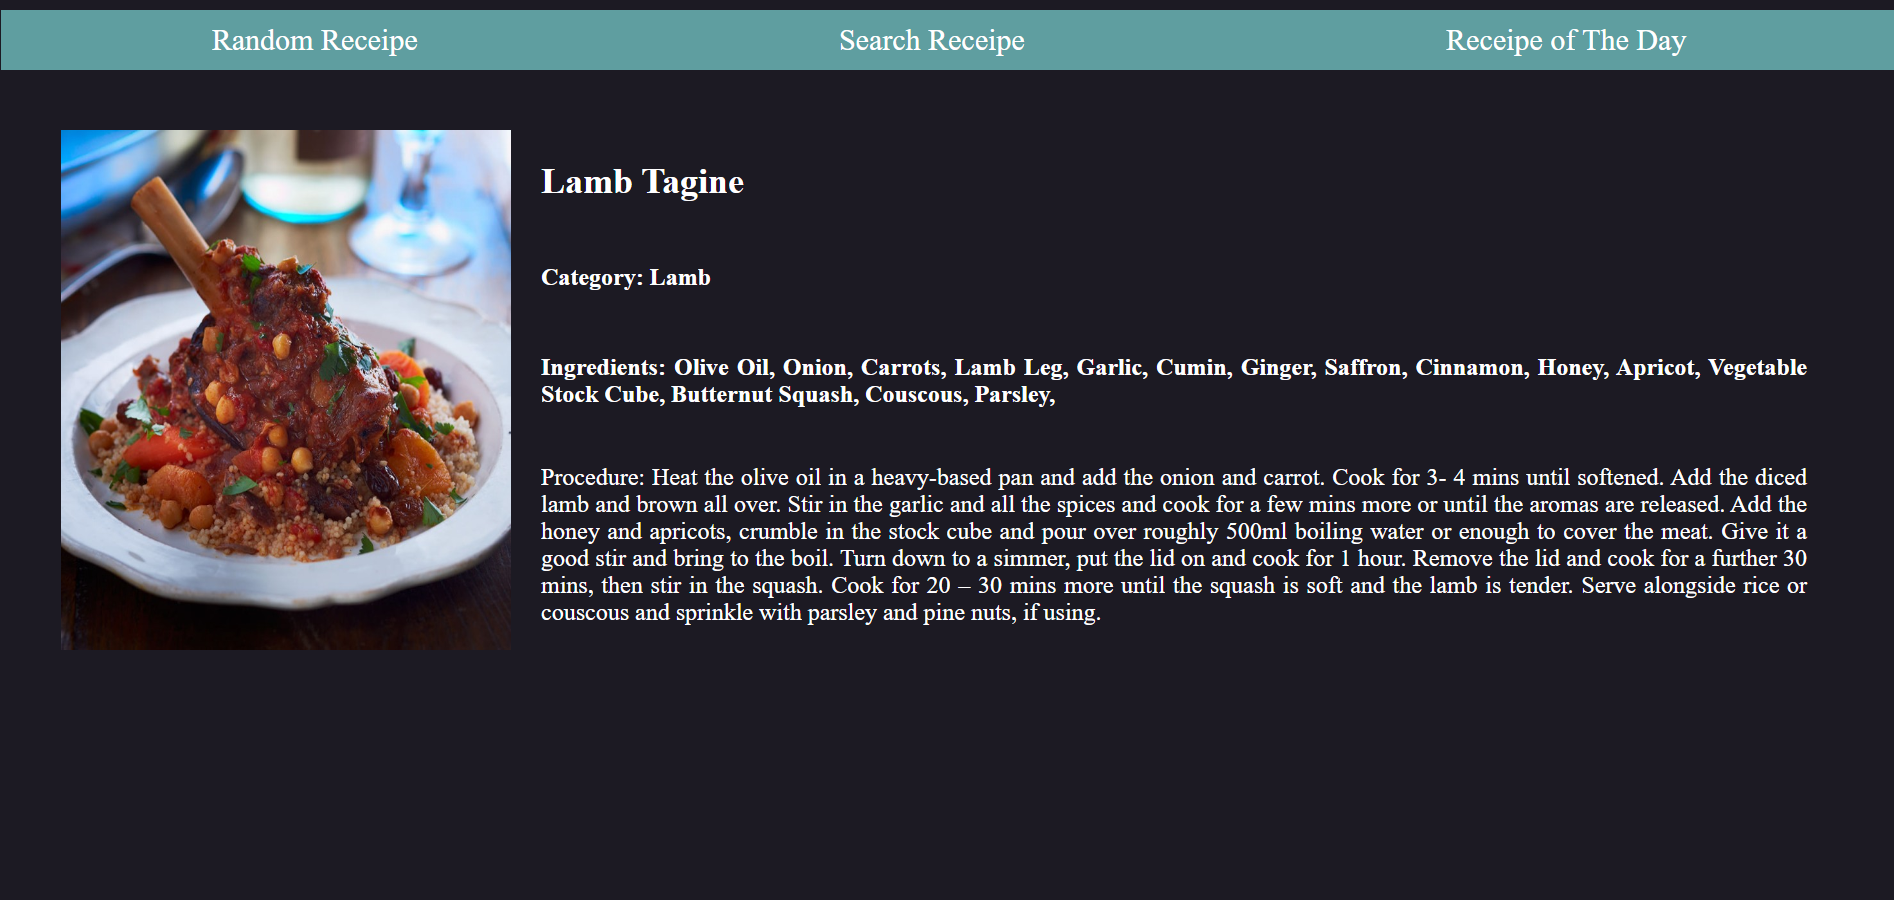 Random Receipe Search Receipe Receipe of The Day
Lamb Tagine
Category: Lamb
Ingredients: Olive Oil, Onion, Carrots, Lamb Leg, Garlic, Cumin, Ginger, Saffron, Cinnamon, Honey, Apricot, Vegetable
Stock Cube, Butternut Squash, Couscous, Parsley,
Procedure: Heat the olive oil in a heavy-based pan and add the onion and carrot. Cook for 3- 4 mins until softened. Add the diced
lamb and brown all over. Stir in the garlic and all the spices and cook for a few mins more or until the aromas are released. Add the
honey and apricots, crumble in the stock cube and pour over roughly 500ml boiling water or enough to cover the meat. Give it a
good stir and bring to the boil. Turn down to a simmer, put the lid on and cook for 1 hour. Remove the lid and cook for a further 30
mins, then stir in the squash. Cook for 20 – 30 mins more until the squash is soft and the lamb is tender. Serve alongside rice or
couscous and sprinkle with parsley and pine nuts, if using.